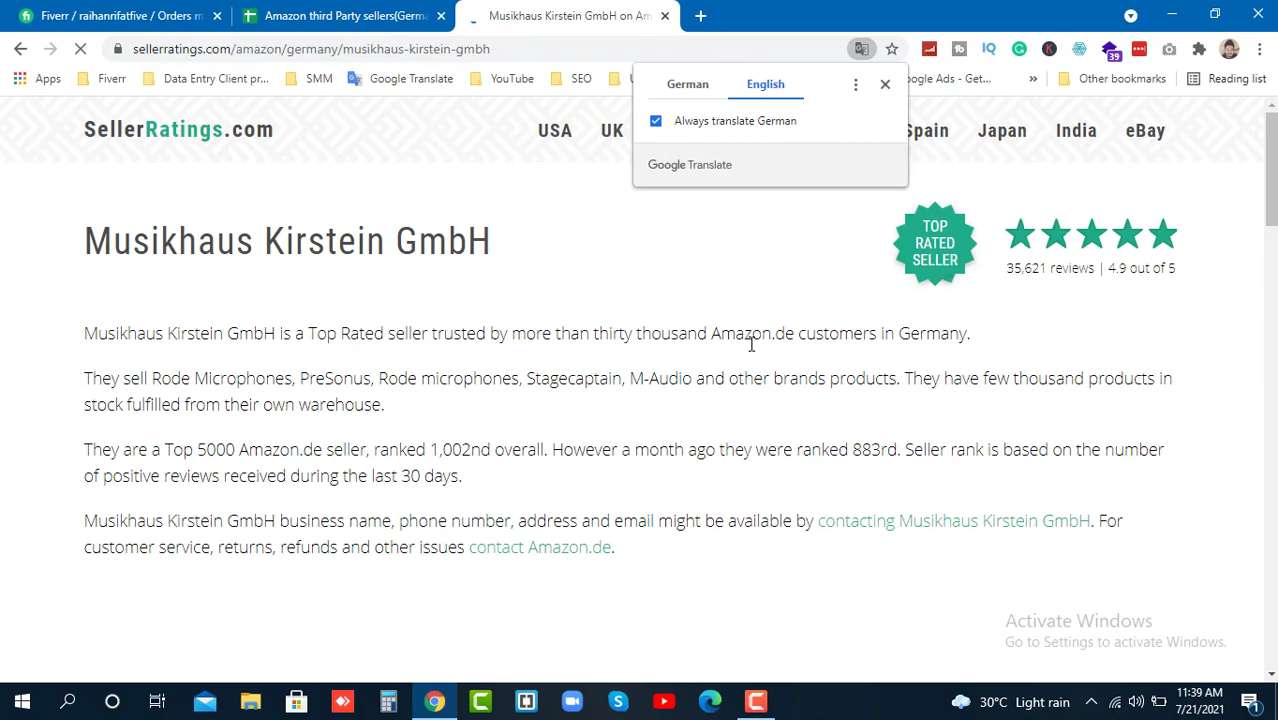 Fiverr / raihanrifatfive / Orders m
Amazon third Party sellers(Germa
Musikhaus Kirstein GmbH on Am
sellerratings.com/amazon/germany/musikhaus-kirstein-gmbh
39
Apps
Fiverr
Data Entry Client pr...
SMM
Google Translate
YouTube
SEO
oogle Ads - Get...
Other bookmarks
Reading list
German
English
Always translate German
Google Translate
SellerRatings.com
USA
UK
Spain
Japan
India
eBay
Musikhaus Kirstein GmbH
TOP
RATED
SELLER
35,621 reviews | 4.9 out of 5
Musikhaus Kirstein GmbH is a Top Rated seller trusted by more than thirty thousand Amazon.de customers in Germany.
They sell Rode Microphones, PreSonus, Rode microphones, Stagecaptain, M-Audio and other brands products. They have few thousand products in
stock fulfilled from their own warehouse.
They are a Top 5000 Amazon.de seller, ranked 1,002nd overall. However a month ago they were ranked 883rd. Seller rank is based on the number
of positive reviews received during the last 30 days.
Musikhaus Kirstein GmbH business name, phone number, address and email might be available by contacting Musikhaus Kirstein GmbH. For
customer service, returns, refunds and other issues contact Amazon.de.
Activate Windows
Go to Settings to activate Windows.
30°C Light rain
11:39 AM
7/21/2021